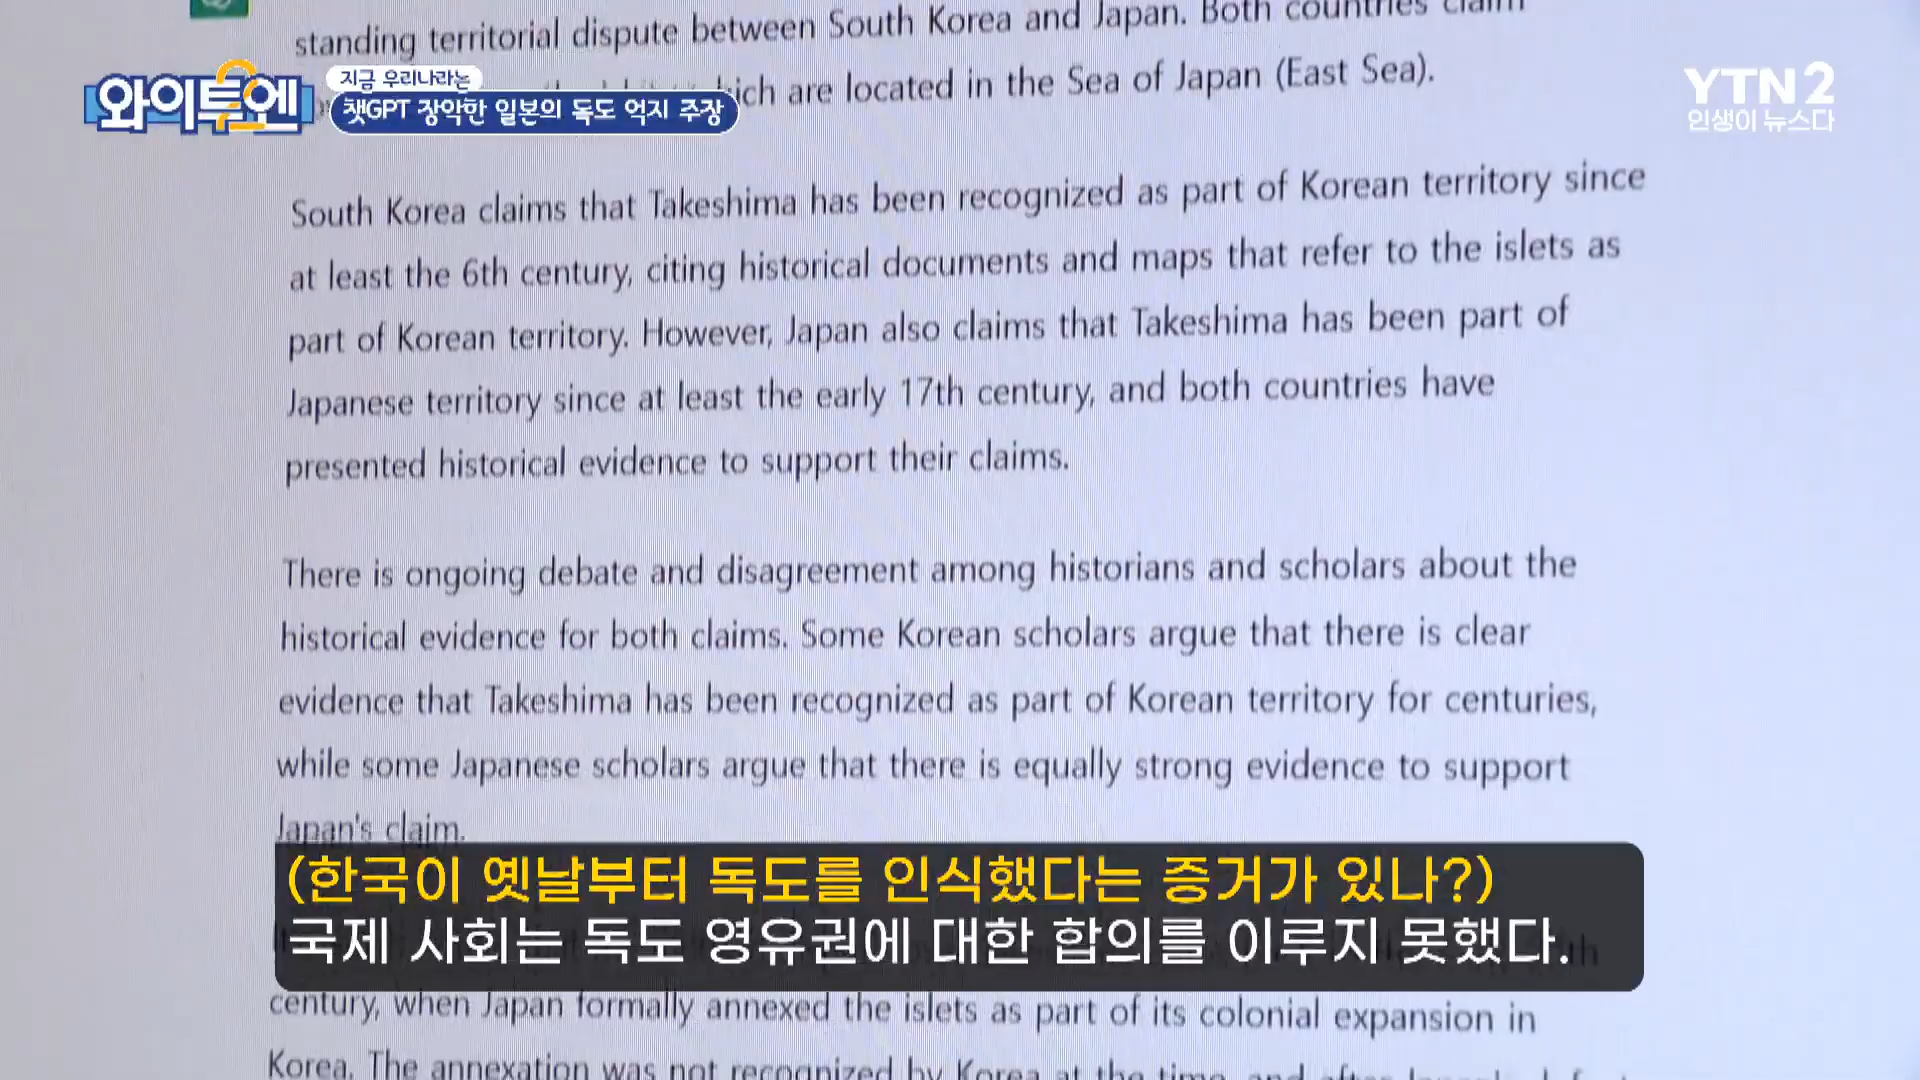 standing territorial dispute between South Korea and Japan. Both countries claim
which are located in the Sea of Japan (East Sea).
와이투엔
지금 우리나라는
챗GPT 장악한 일본의 독도 억지 주장
YTN2
인생이 뉴스다
South Korea claims that Takeshima has been recognized as part of Korean territory since
at least the 6th century, citing historical documents and maps that refer to the islets as
part of Korean territory. However, Japan also claims that Takeshima has been part of
Japanese territory since at least the early 17th century, and both countries have
presented historical evidence to support their claims.
There is ongoing debate and disagreement among historians and scholars about the
historical evidence for both claims. Some Korean scholars argue that there is clear
evidence that Takeshima has been recognized as part of Korean territory for centuries,
while some Japanese scholars argue that there is equally strong evidence to support
Japan's claim.
(한국이 옛날부터 독도를 인식했다는 증거가 있나?)
국제 사회는 독도 영유권에 대한 합의를 이루지 못했다.
century, when Japan formally annexed the islets as part of its colonial expansion in
Korea. The annexation was not recognized by Korea at the time, and after